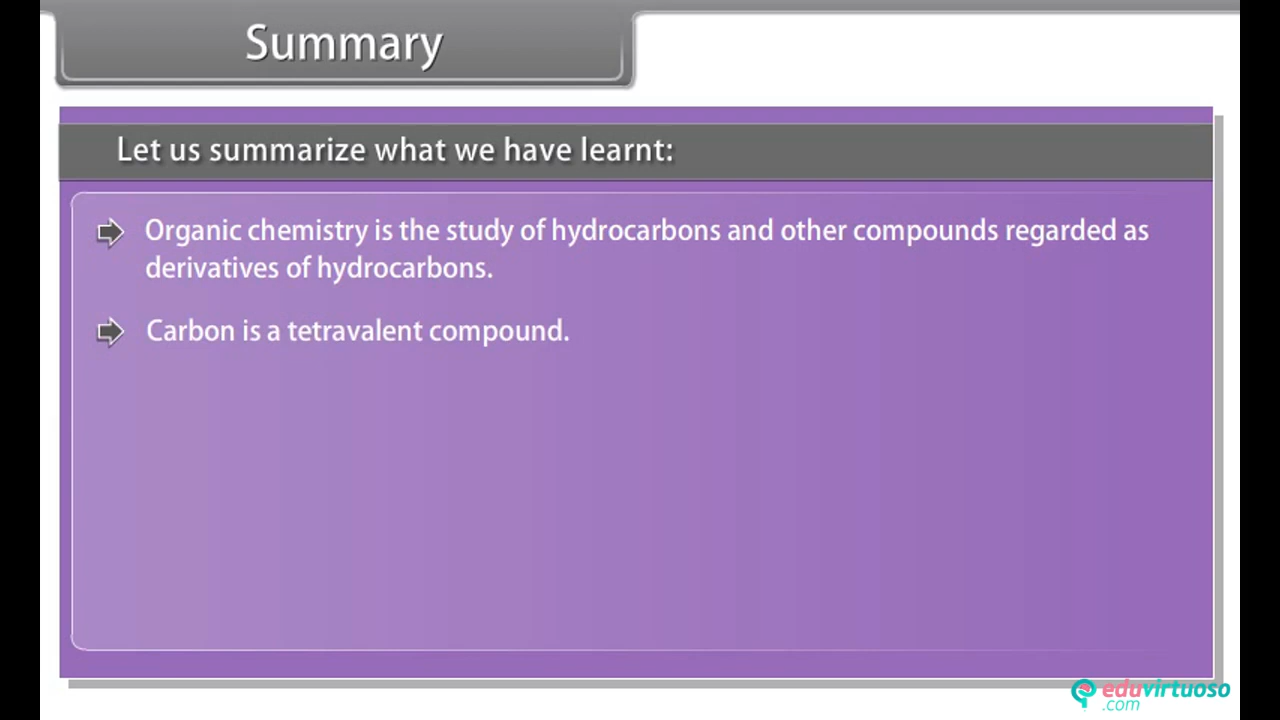 Summary
Let us summarize what we have learnt:
Organic chemistry is the study of hydrocarbons and other compounds regarded as
derivatives of hydrocarbons.
Carbon is a tetravalent compound.
eduvirtuoso
.com